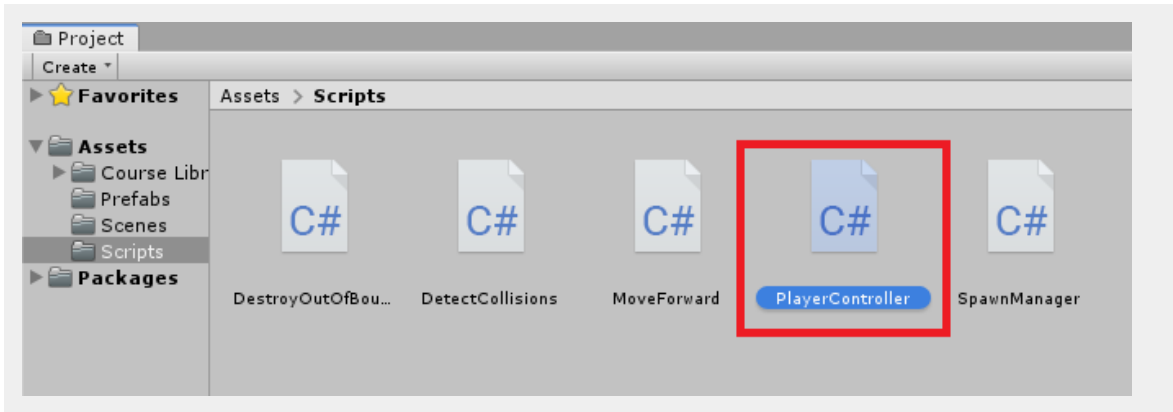 Project
Create
Favorites
Assets > Scripts
Assets
Course Libr
Prefabs
Scenes
Scripts
Packages
C# C# C# C# C#
DestroyOutOfBou... DetectCollisions MoveForward PlayerController SpawnManager